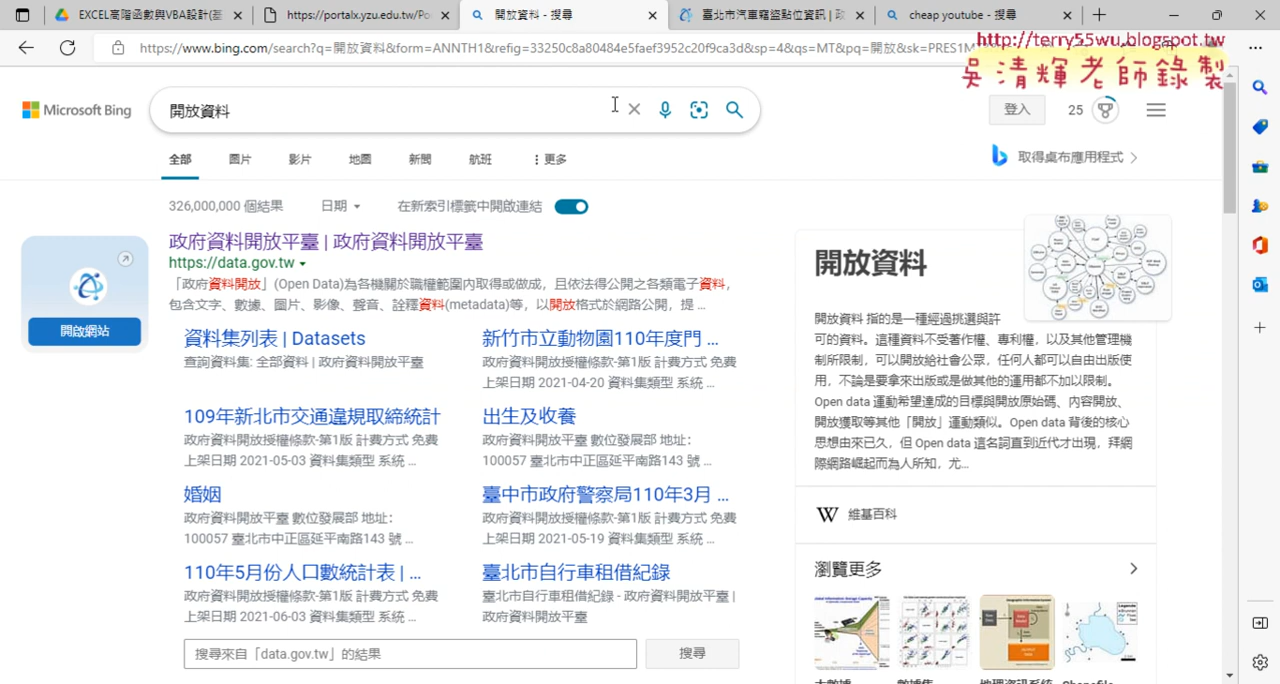 EXCEL高階函數與VBA設計(基
https://portalx.yzu.edu.tw/Po
開放資料 - 搜尋
臺北市汽車竊盜點位資訊 | 政
cheap youtube - 搜尋
https://www.bing.com/search?q=開放資料&form=ANNTH1&refig=33250c8a80484e5faef3952c20f9ca3d&sp=4&qs=MT&pq=開放&sk=PRES1M
http://terry55wu.blogspot.tw
吳清輝老師錄製
Microsoft Bing
開放資料
登入
25
全部
圖片
影片
地圖
新聞
航班
更多
取得桌布應用程式
326,000,000 個結果
日期
在新索引標籤中開啟連結
政府資料開放平臺 | 政府資料開放平臺
https://data.gov.tw
「政府資料開放」(Open Data)為各機關於職權範圍內取得或做成，且依法得公開之各類電子資料，
包含文字、數據、圖片、影像、聲音、詮釋資料(metadata)等，以開放格式於網路公開，提 ...
開啟網站
資料集列表 | Datasets
查詢資料集: 全部資料 | 政府資料開放平臺
新竹市立動物園110年度門 ...
政府資料開放授權條款-第1版 計費方式 免費
上架日期 2021-04-20 資料集類型 系統 ...
109年新北市交通違規取締統計
政府資料開放授權條款-第1版 計費方式 免費
上架日期 2021-05-03 資料集類型 系統 ...
出生及收養
政府資料開放平臺 數位發展部 地址：
100057 臺北市中正區延平南路143 號 ...
婚姻
政府資料開放平臺 數位發展部 地址：
100057 臺北市中正區延平南路143 號 ...
臺中市政府警察局110年3月 ...
政府資料開放授權條款-第1版 計費方式 免費
上架日期 2021-05-19 資料集類型 系統 ...
110年5月份人口數統計表 | ...
政府資料開放授權條款-第1版 計費方式 免費
上架日期 2021-06-03 資料集類型 系統 ...
臺北市自行車租借紀錄
臺北市自行車租借紀錄 - 政府資料開放平臺 |
政府資料開放平臺
搜尋來自「data.gov.tw」的結果
搜尋
開放資料
開放資料 指的是一種經過挑選與許
可的資料。這種資料不受著作權、專利權，以及其他管理機
制所限制，可以開放給社會公眾，任何人都可以自由出版使
用，不論是要拿來出版或是做其他的運用都不加以限制。
Open data 運動希望達成的目標與開放原始碼、內容開放、
開放獲取等其他「開放」運動類似。Open data 背後的核心
思想由來已久，但 Open data 這名詞直到近代才出現，拜網
際網路崛起而為人所知，尤...
W 維基百科
瀏覽更多